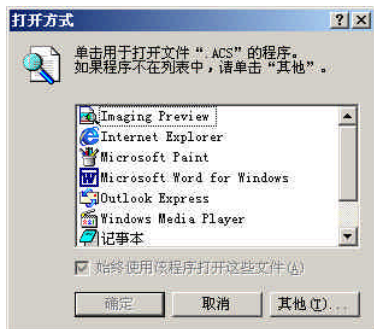 打开方式
单击用于打开文件“.ACS”的程序。
如果程序不在列表中，请单击“其他”。
Imaging Preview
Internet Explorer
Microsoft Paint
Microsoft Word for Windows
Outlook Express
Windows Media Player
记事本
始终使用该程序打开这些文件(A)
确定 取消 其他(T)...